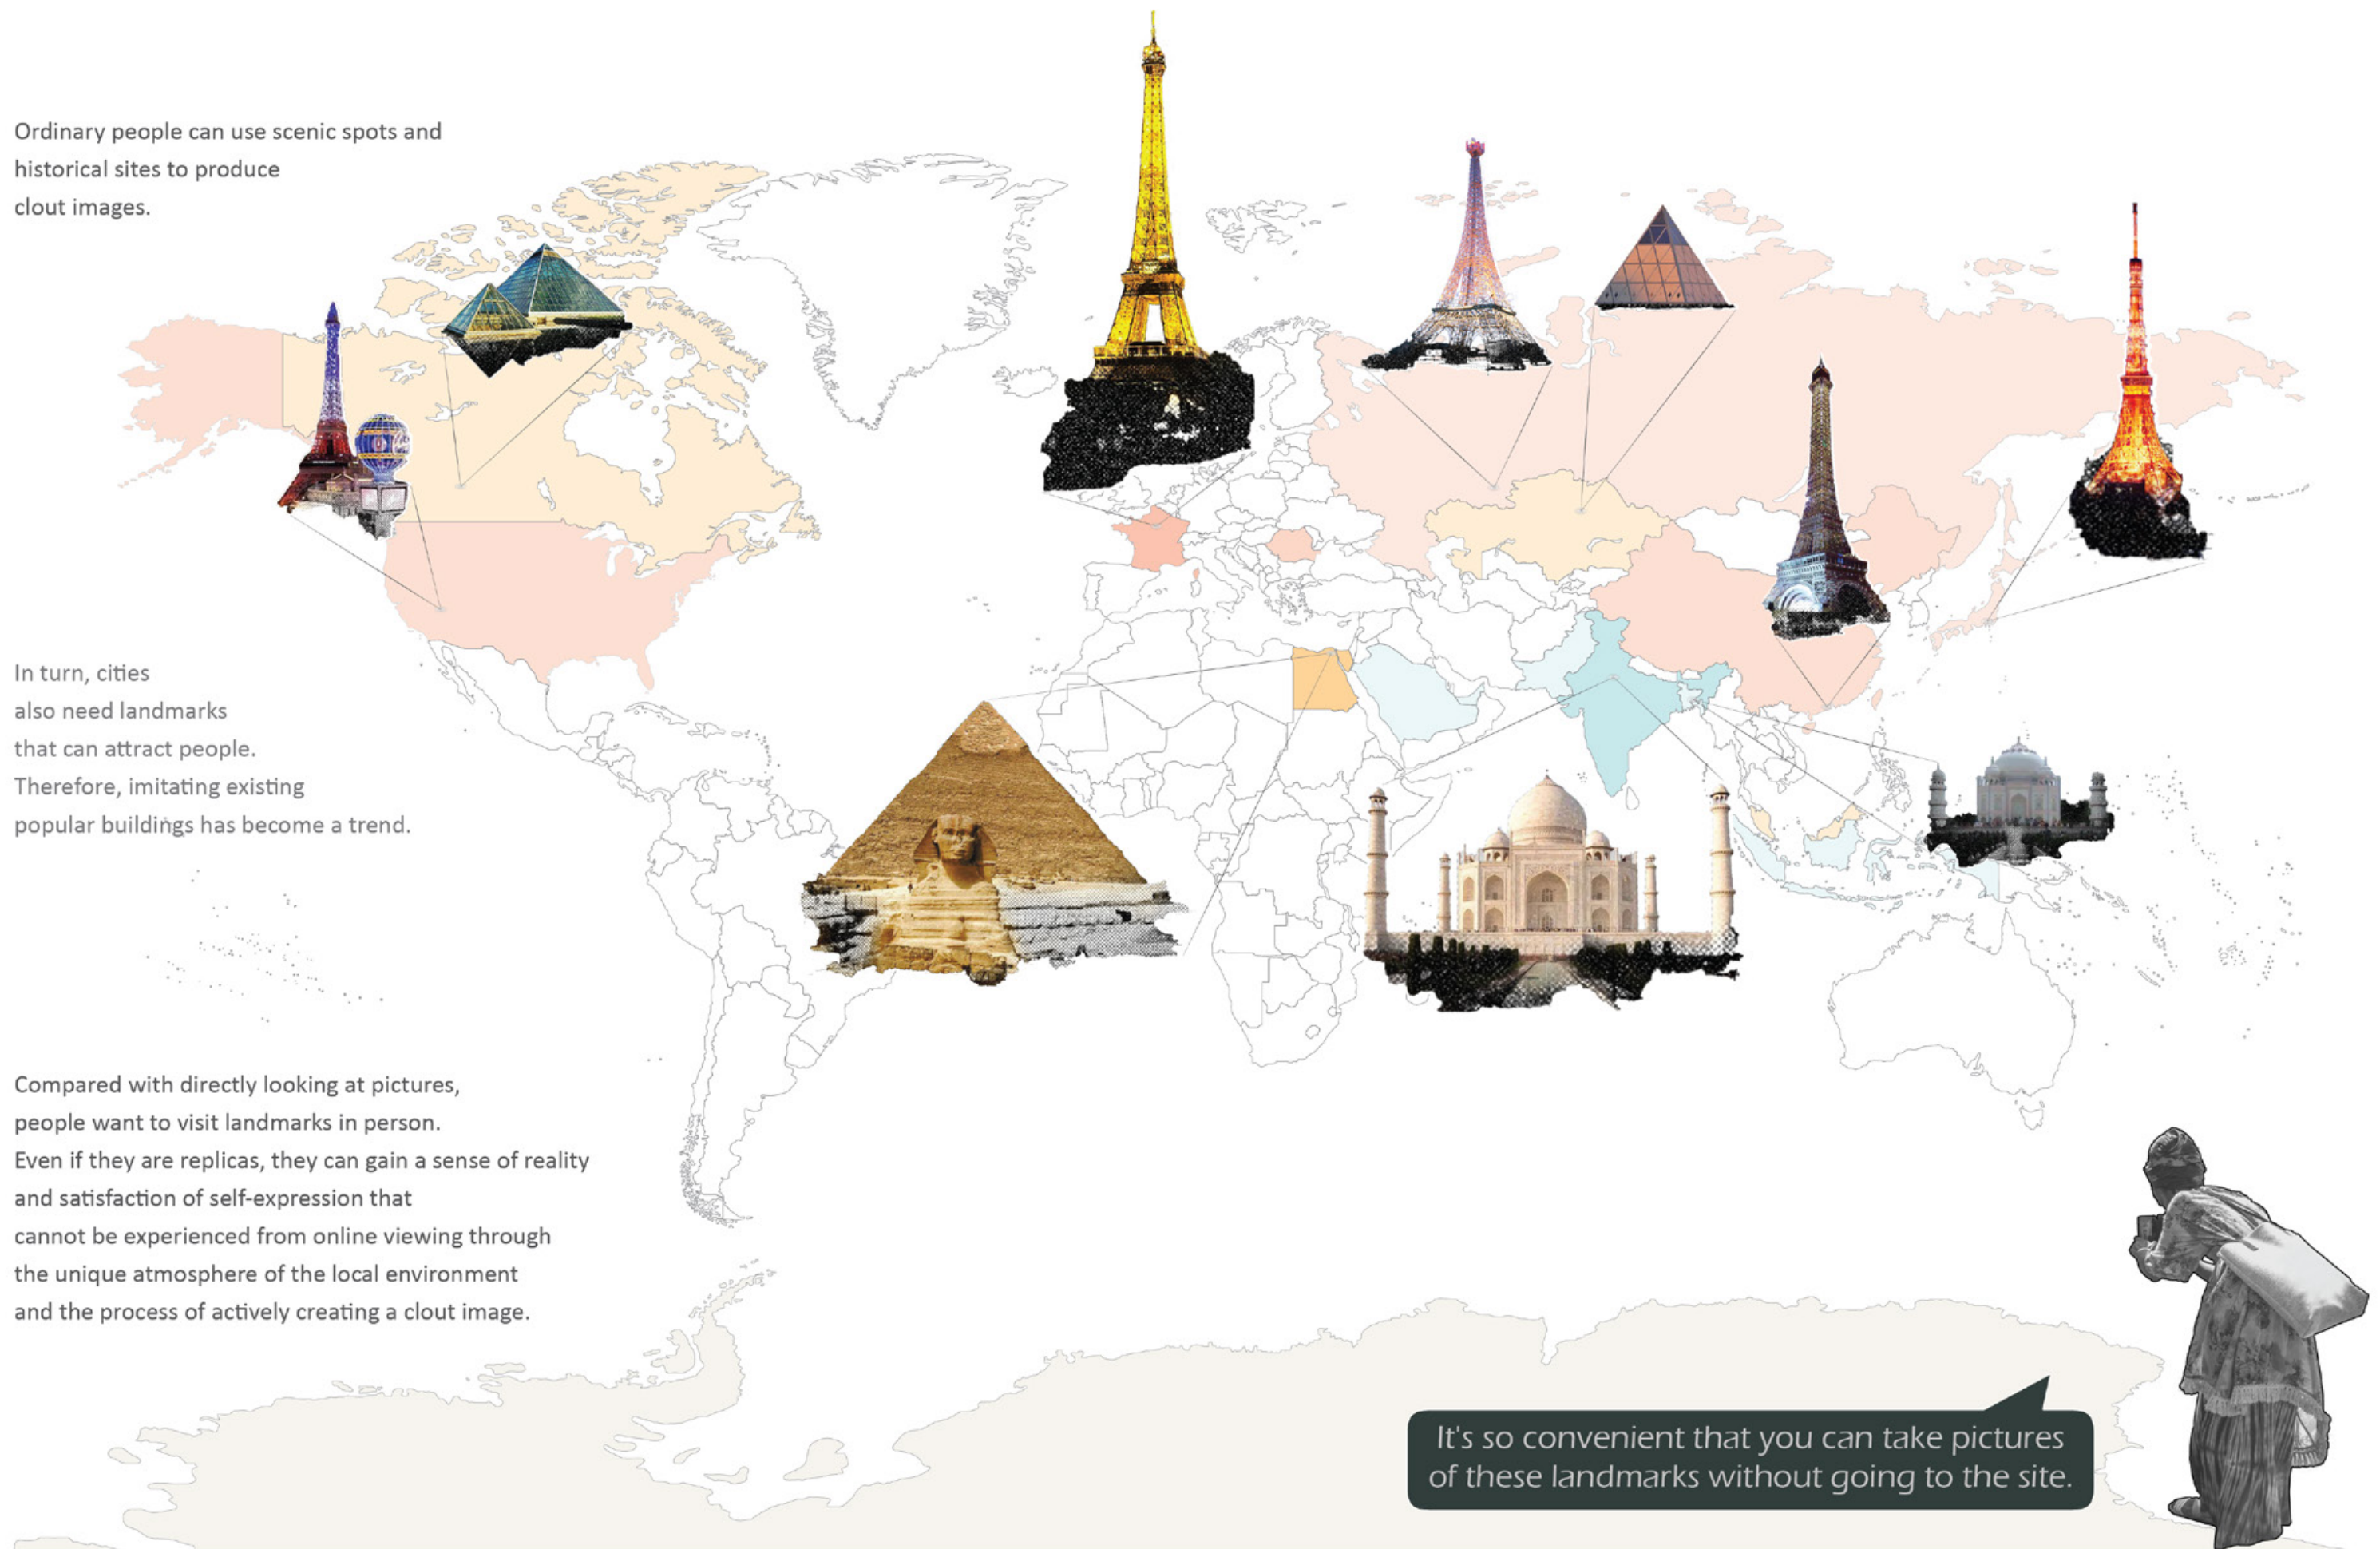 Ordinary people can use scenic spots and
historical sites to produce
clout images.
In turn, cities
also need landmarks
that can attract people.
Therefore, imitating existing
popular buildings has become a trend.
Compared with directly looking at pictures,
people want to visit landmarks in person.
Even if they are replicas, they can gain a sense of reality
and satisfaction of self-expression that
cannot be experienced from online viewing through
the unique atmosphere of the local environment
and the process of actively creating a clout image.
It's so convenient that you can take pictures
of these landmarks without going to the site.